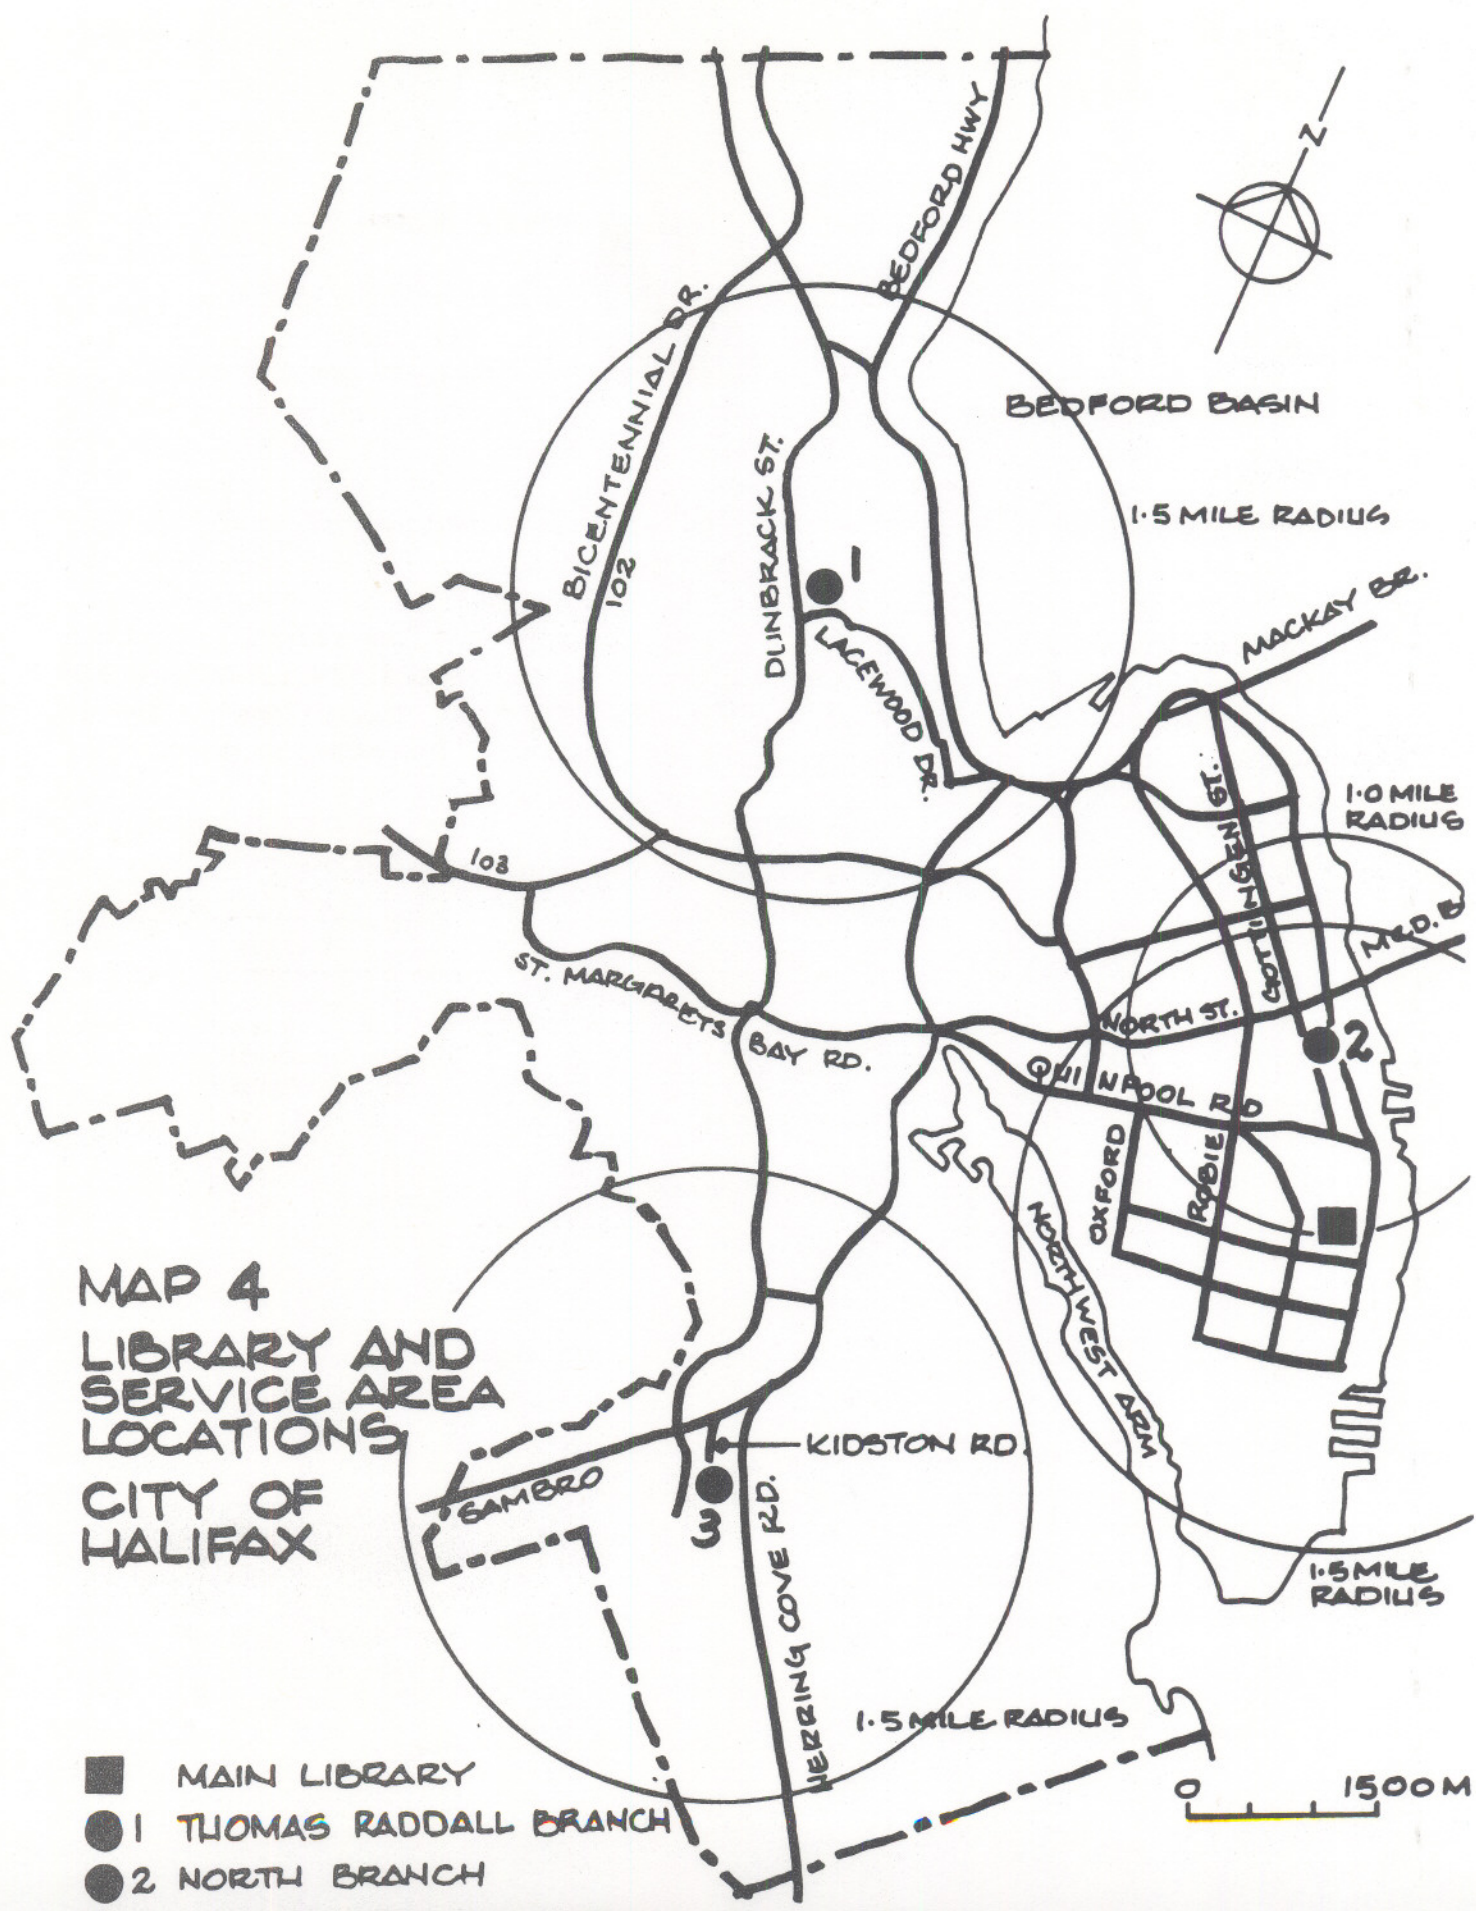 N
BEDFORD HWY
BICENTENNIAL DR.
102
BEDFORD BASIN
1.5 MILE RADIUS
DUNBRACK ST.
1
LACEWOOD DR.
MACKAY BR.
GOTTINGEN ST.
1.0 MILE
RADIUS
103
ST. MARGARETS BAY RD.
McD. B
NORTH ST.
2
QUINPOOL RD
OXFORD
ROBIE
NORTHWEST ARM
MAP 4
LIBRARY AND
SERVICE AREA
LOCATIONS
CITY OF
HALIFAX
KIDSTON RD.
SAMBRO
3
HERRING COVE RD.
1.5 MILE
RADIUS
1.5 MILE RADIUS
0 1500 M
MAIN LIBRARY
1 THOMAS RADDALL BRANCH
2 NORTH BRANCH